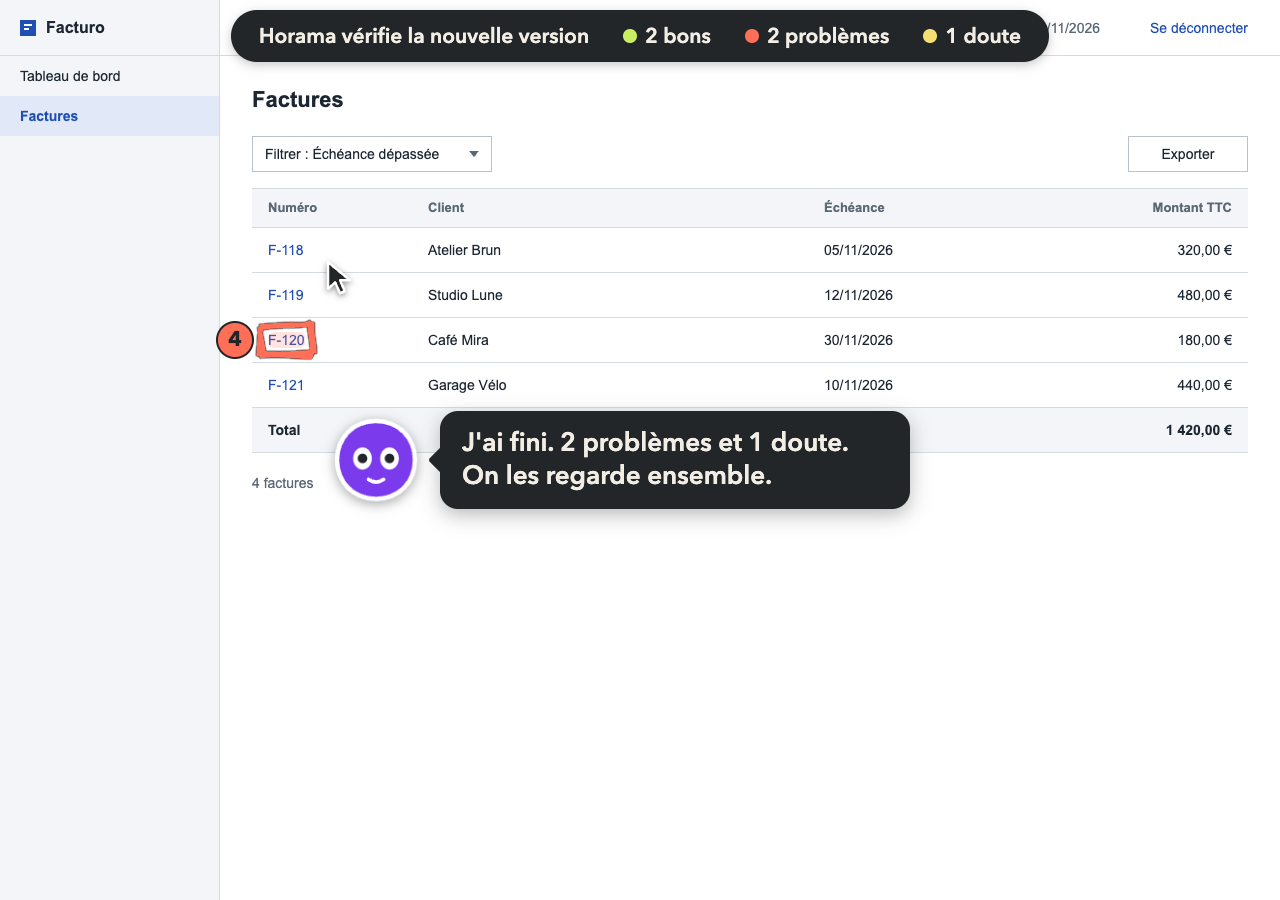 Facturo
Horama vérifie la nouvelle version 2 bons 2 problèmes 1 doute
/11/2026
Se déconnecter
Tableau de bord
Factures
Factures
Filtrer : Échéance dépassée
Exporter
Numéro Client Échéance Montant TTC
F-118 Atelier Brun 05/11/2026 320,00 €
F-119 Studio Lune 12/11/2026 480,00 €
4 F-120 Café Mira 30/11/2026 180,00 €
F-121 Garage Vélo 10/11/2026 440,00 €
Total 1 420,00 €
J'ai fini. 2 problèmes et 1 doute.
On les regarde ensemble.
4 factures